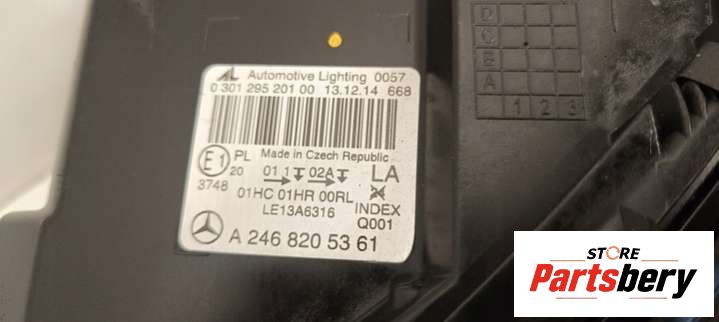 AL Automotive Lighting 0057
0 301 295 201 00 13.12.14 668
Made in Czech Republic
E1 PL 01 1 02A LA
20
3748 01HC 01HR 00RL 24
LE13A6316 INDEX
Q001
A 246 820 53 61
D
C
B
A
1 2 3
STORE
Partsbery